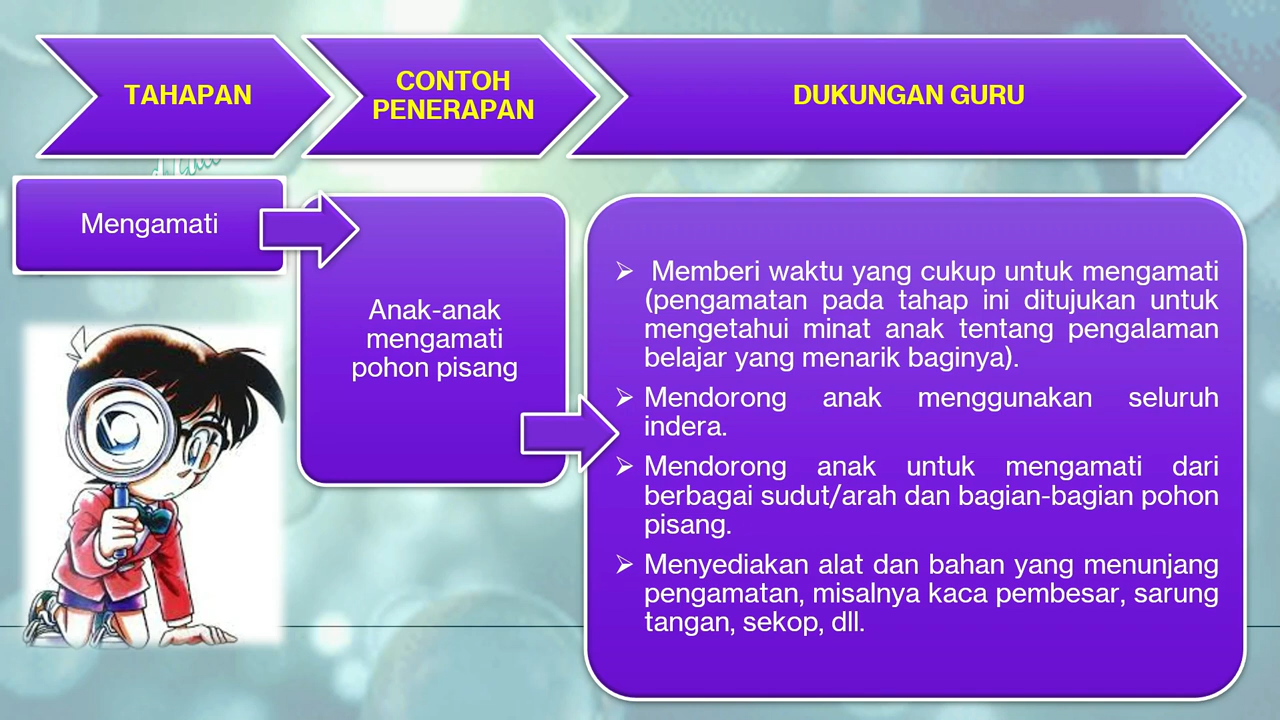 TAHAPAN
CONTOH
PENERAPAN
DUKUNGAN GURU
Mengamati
Anak-anak
mengamati
pohon pisang
➢ Memberi waktu yang cukup untuk mengamati
(pengamatan pada tahap ini ditujukan untuk
mengetahui minat anak tentang pengalaman
belajar yang menarik baginya).
➢ Mendorong anak menggunakan seluruh
indera.
➢ Mendorong anak untuk mengamati dari
berbagai sudut/arah dan bagian-bagian pohon
pisang.
➢ Menyediakan alat dan bahan yang menunjang
pengamatan, misalnya kaca pembesar, sarung
tangan, sekop, dll.